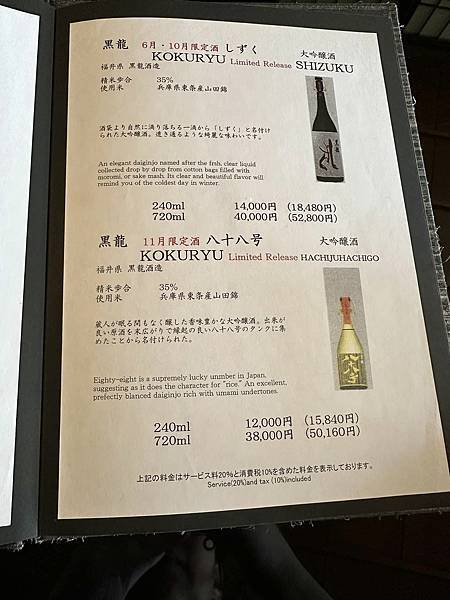 黒龍 6月・10月限定酒 しずく 大吟醸酒
KOKURYU Limited Release SHIZUKU
福井県 黒龍酒造
精米歩合 35%
使用米 兵庫県東条産山田錦
酒袋より自然に滴り落ちる一滴から「しずく」と名付け
られた大吟醸酒。透き通るような綺麗な味わいです。
An elegant daiginjo named after the frsh, clear liquid
collected drop by drop from cotton bags filled with
moromi, or sake mash. Its clear and beautiful flavor will
remind you of the coldest day in winter.
240ml 14,000円 (18,480円)
720ml 40,000円 (52,800円)
黒龍 11月限定酒 八十八号 大吟醸酒
KOKURYU Limited Release HACHIJUHACHIGO
福井県 黒龍酒造
精米歩合 35%
使用米 兵庫県東条産山田錦
蔵人が眠る間もなく醸した香味豊かな大吟醸酒。出来が
良い原酒を末広がりで縁起の良い八十八号のタンクに集
めたことから名付けられた。
Eighty-eight is a supremely lucky unmber in Japan,
suggesting as it does the character for "rice." An excellent,
prefectly blanced daiginjo rich with umami undertones.
240ml 12,000円 (15,840円)
720ml 38,000円 (50,160円)
上記の料金はサービス料20%と消費税10%を含めた料金を表示しております。
Service(20%)and tax (10%)included